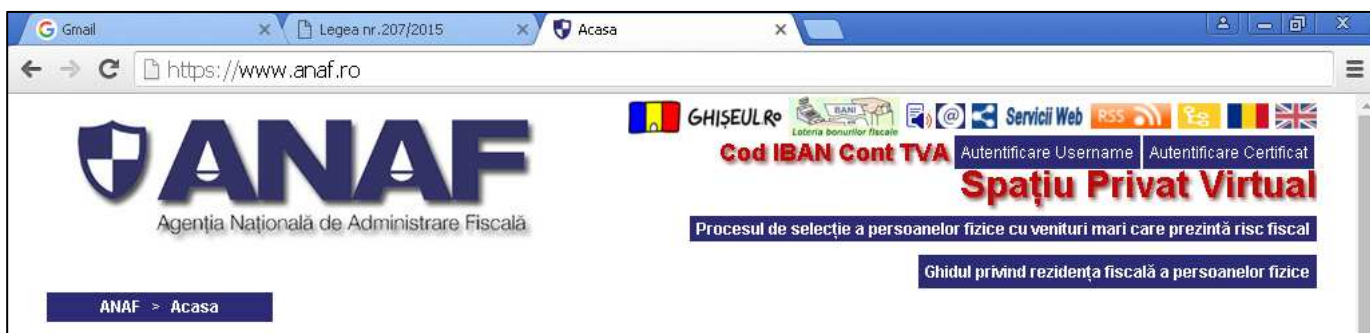 Gmail
Legea nr.207/2015
Acasa
https://www.anaf.ro
GHIȘEUL.RO
BANI
Loteria bonurilor fiscale
@
Servicii Web
RSS
ANAF
Agenția Națională de Administrare Fiscală
Cod IBAN Cont TVA
Autentificare Username
Autentificare Certificat
Spațiu Privat Virtual
Procesul de selecție a persoanelor fizice cu venituri mari care prezintă risc fiscal
Ghidul privind rezidența fiscală a persoanelor fizice
ANAF > Acasa